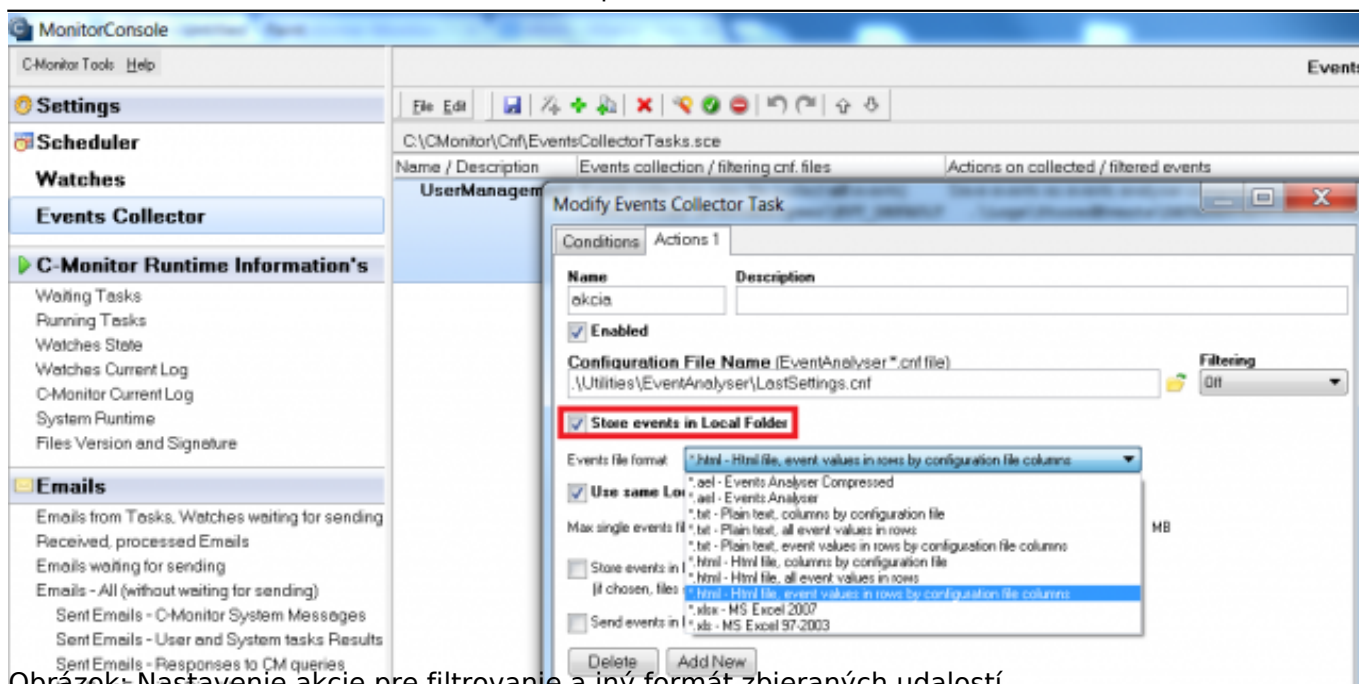 MonitorConsole
C-Monitor Tools Help
Events
Settings
File Edit
Scheduler
C:\CMonitor\Cnf\EventsCollectorTasks.sce
Name / Description Events collection / filtering cnf. files Actions on collected / filtered events
Watches
UserManagem
Events Collector
Modify Events Collector Task
Conditions Actions 1
C-Monitor Runtime Information's
Name Description
akcia
Enabled
Configuration File Name (EventAnalyser *.cnf file) Filtering
.\Utilities\EventAnalyser\LastSettings.cnf Off
Store events in Local Folder
Events file format *.html - Html file, event values in rows by configuration file columns
*.ael - Events Analyser Compressed
*.ael - Events Analyser
*.txt - Plain text, columns by configuration file
*.txt - Plain text, all event values in rows
*.txt - Plain text, event values in rows by configuration file columns
*.html - Html file, columns by configuration file
*.html - Html file, all event values in rows
*.html - Html file, event values in rows by configuration file columns
*.xlsx - MS Excel 2007
*.xls - MS Excel 97-2003
Use same Lo
Max single events fil MB
Store events in l
(if chosen, files
Send events in l
Delete Add New
Waiting Tasks
Running Tasks
Watches State
Watches Current Log
C-Monitor Current Log
System Runtime
Files Version and Signature
Emails
Emails from Tasks, Watches waiting for sending
Received, processed Emails
Emails waiting for sending
Emails - All (without waiting for sending)
Sent Emails - C-Monitor System Messages
Sent Emails - User and System tasks Results
Sent Emails - Responses to CM queries
Obrázok: Nastavenie akcie pre filtrovanie a iný formát zbieraných udalostí